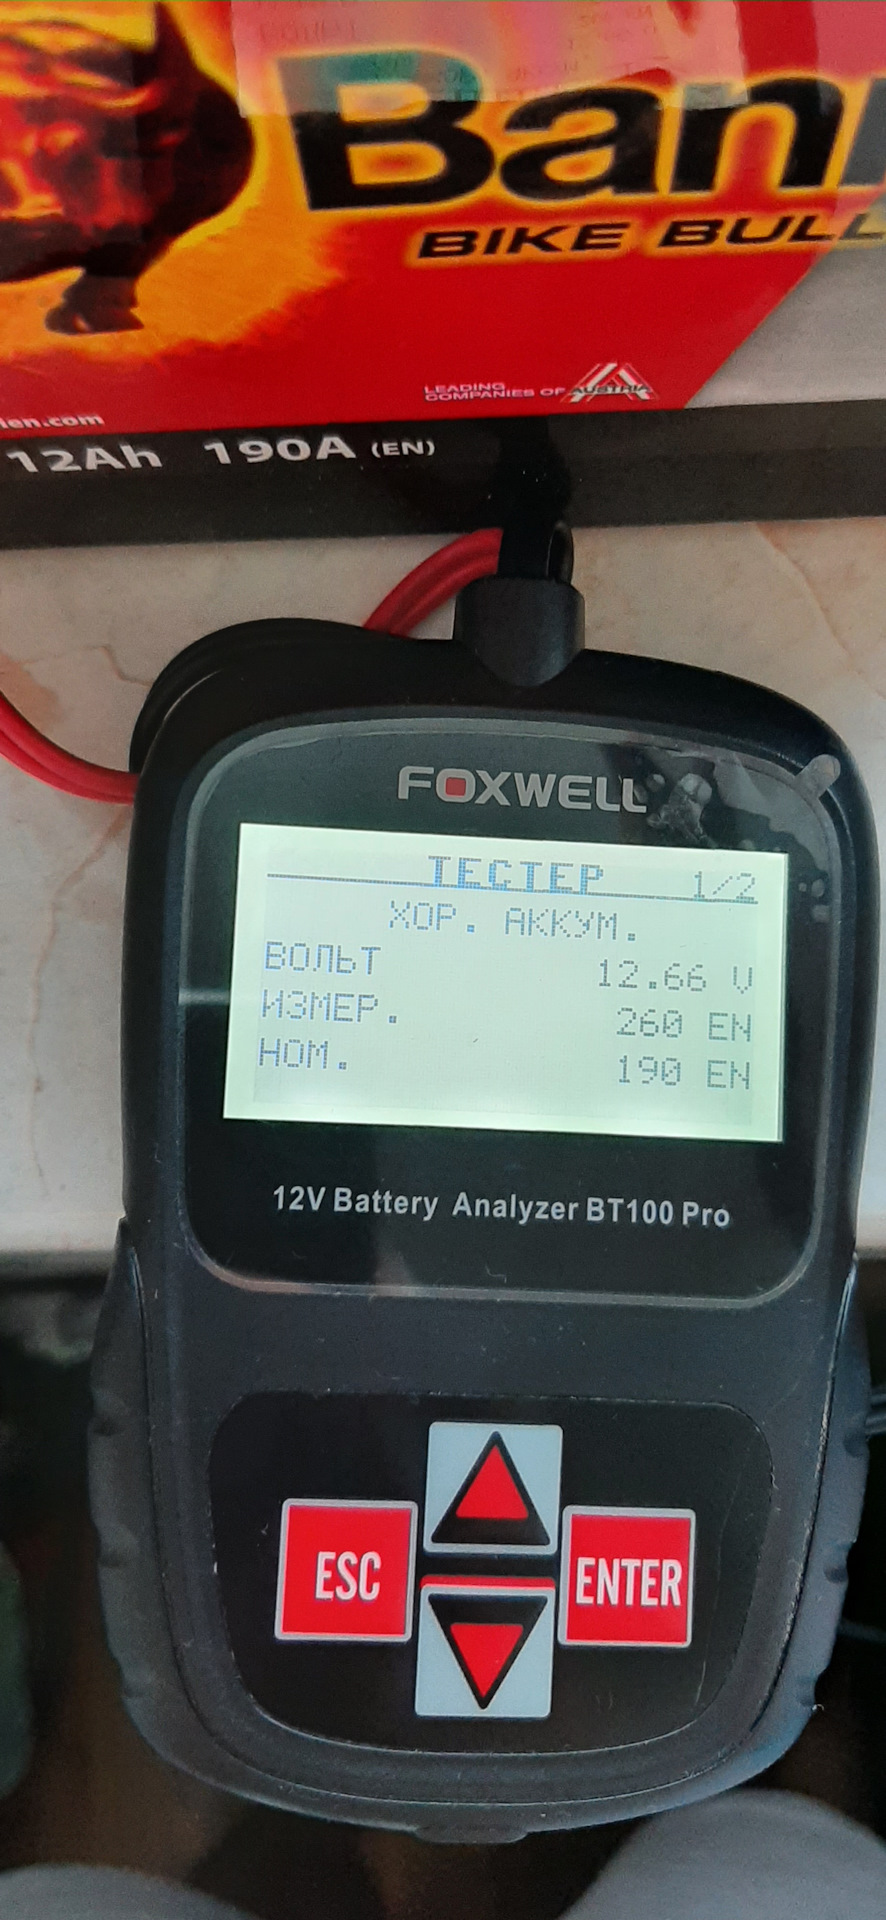 Ban
BIKE BULL
LEADING
COMPANIES OF AUSTRIA
en.com
12Ah 190A (EN)
FOXWELL
ТЕСТЕР 1/2
ХОР. АККУМ.
ВОЛЬТ 12.66 V
ИЗМЕР. 260 EN
НОМ. 190 EN
12V Battery Analyzer BT100 Pro
ESC
ENTER